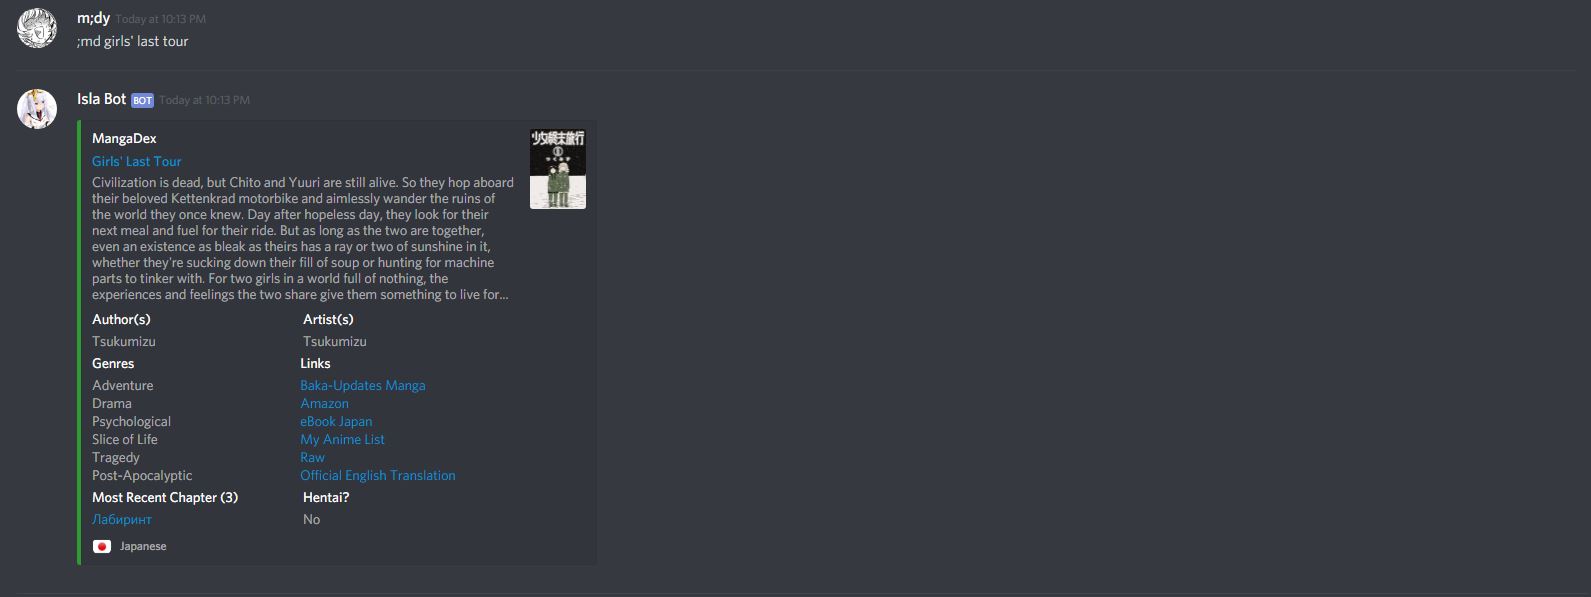 m;dy Today at 10:13 PM
;md girls' last tour
Isla Bot BOT Today at 10:13 PM
MangaDex
Girls' Last Tour
Civilization is dead, but Chito and Yuuri are still alive. So they hop aboard
their beloved Kettenkrad motorbike and aimlessly wander the ruins of
the world they once knew. Day after hopeless day, they look for their
next meal and fuel for their ride. But as long as the two are together,
even an existence as bleak as theirs has a ray or two of sunshine in it,
whether they're sucking down their fill of soup or hunting for machine
parts to tinker with. For two girls in a world full of nothing, the
experiences and feelings the two share give them something to live for...
少女終末旅行
つくみず
Author(s) Artist(s)
Tsukumizu Tsukumizu
Genres Links
Adventure Baka-Updates Manga
Drama Amazon
Psychological eBook Japan
Slice of Life My Anime List
Tragedy Raw
Post-Apocalyptic Official English Translation
Most Recent Chapter (3) Hentai?
Лабиринт No
Japanese